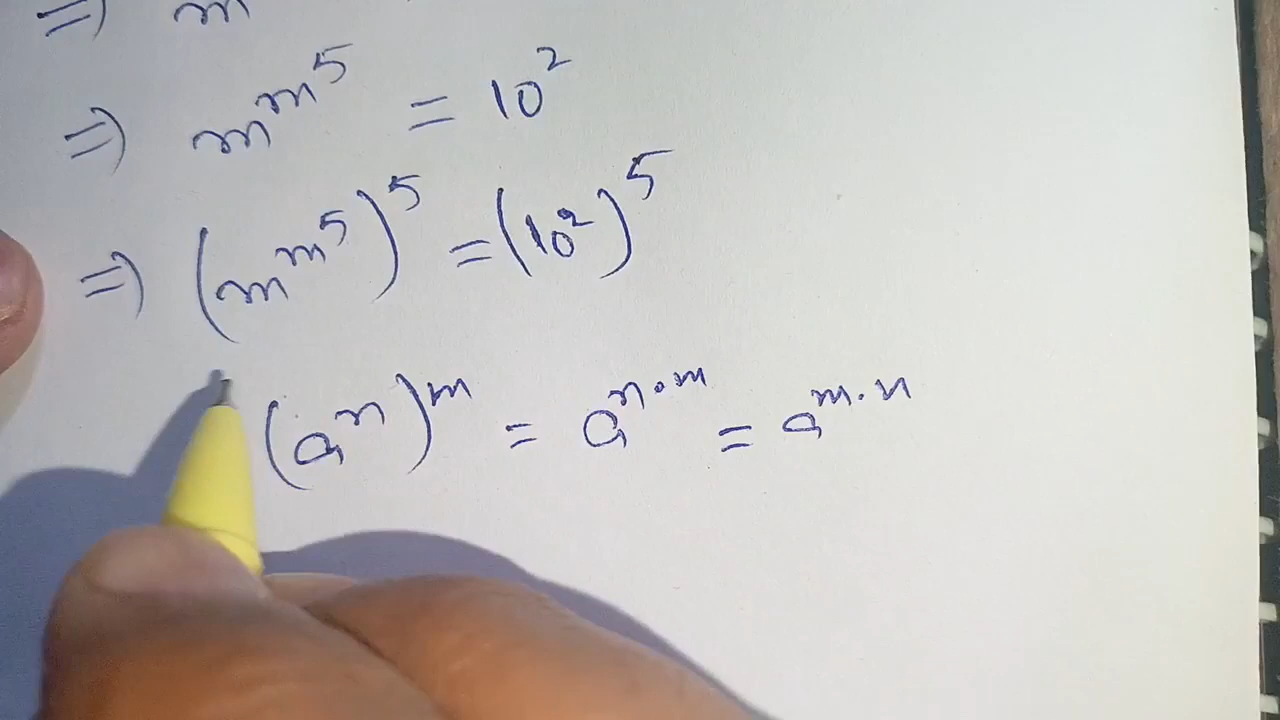 ⇒ m
⇒ m^{m^5} = 10^2
⇒ (m^{m^5})^5 = (10^2)^5
(a^n)^m = a^{n·m} = a^{m·n}